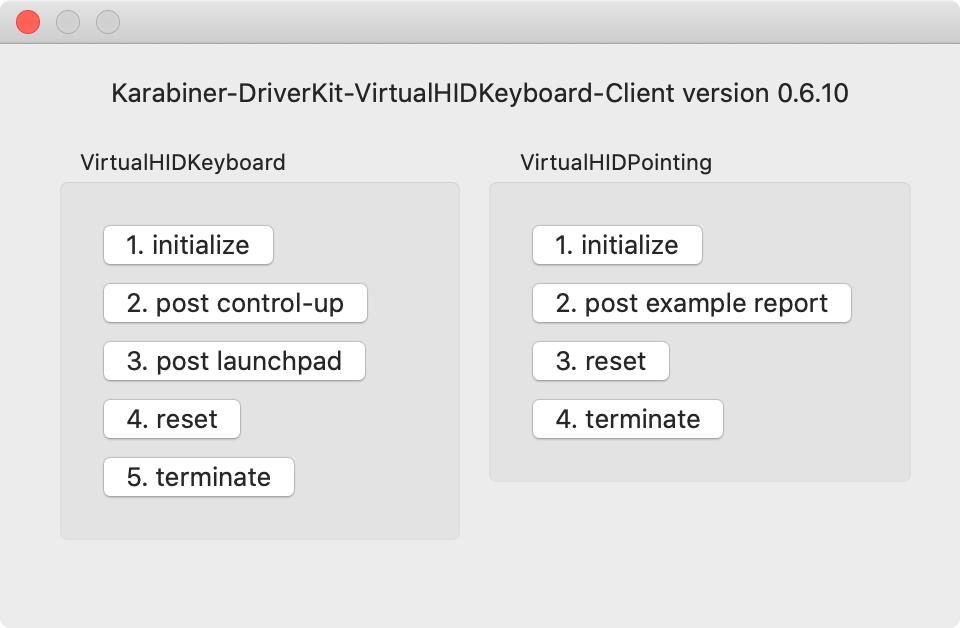 Karabiner-DriverKit-VirtualHIDKeyboard-Client version 0.6.10
VirtualHIDKeyboard
1. initialize
2. post control-up
3. post launchpad
4. reset
5. terminate
VirtualHIDPointing
1. initialize
2. post example report
3. reset
4. terminate